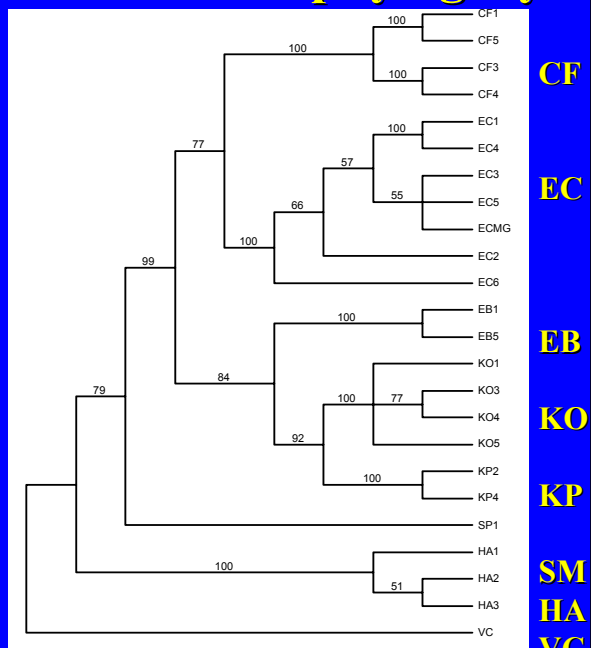 CF1
100
CF5
100
CF3
CF
100
CF4
EC1
100
77
EC4
57
EC3
EC
55
EC5
66
ECMG
100
EC2
99
EC6
EB1
100
EB5
EB
KO1
84
100
77
KO3
79
KO4
KO
92
KO5
KP2
100
KP
KP4
SP1
HA1
100
SM
HA2
51
HA3
HA
VC
VC